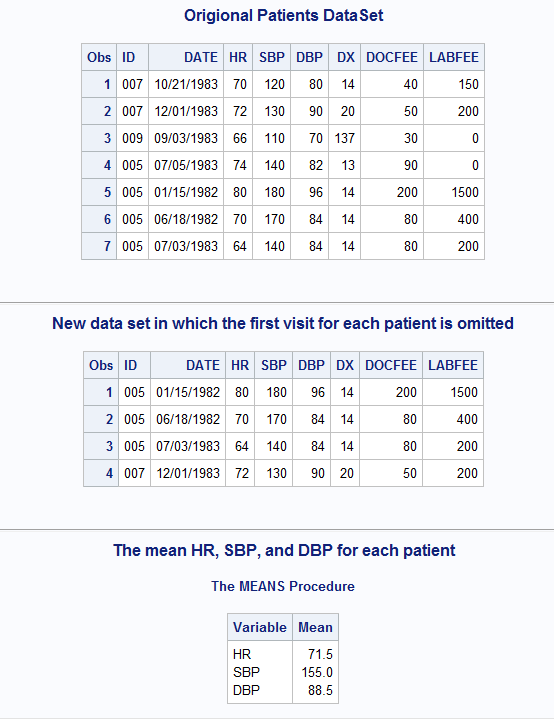 Origional Patients DataSet
Obs ID DATE HR SBP DBP DX DOCFEE LABFEE
1 007 10/21/1983 70 120 80 14 40 150
2 007 12/01/1983 72 130 90 20 50 200
3 009 09/03/1983 66 110 70 137 30 0
4 005 07/05/1983 74 140 82 13 90 0
5 005 01/15/1982 80 180 96 14 200 1500
6 005 06/18/1982 70 170 84 14 80 400
7 005 07/03/1983 64 140 84 14 80 200
New data set in which the first visit for each patient is omitted
Obs ID DATE HR SBP DBP DX DOCFEE LABFEE
1 005 01/15/1982 80 180 96 14 200 1500
2 005 06/18/1982 70 170 84 14 80 400
3 005 07/03/1983 64 140 84 14 80 200
4 007 12/01/1983 72 130 90 20 50 200
The mean HR, SBP, and DBP for each patient
The MEANS Procedure
Variable Mean
HR 71.5
SBP 155.0
DBP 88.5